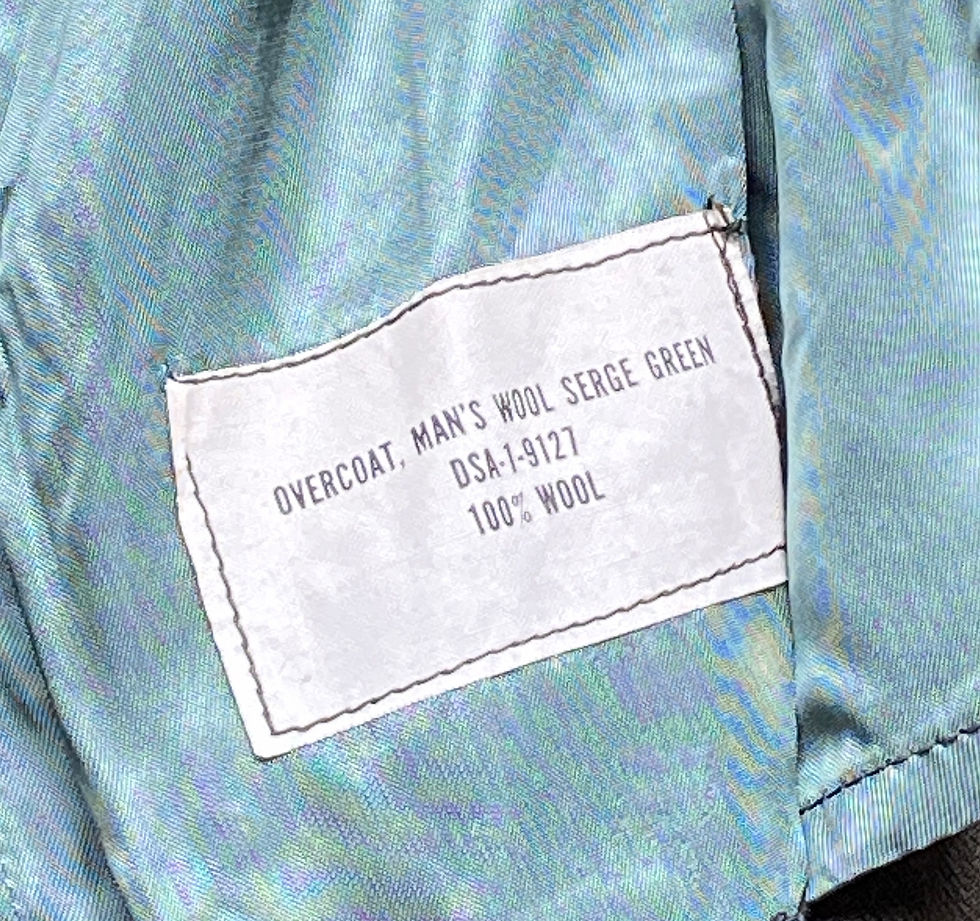 OVERCOAT, MAN'S WOOL SERGE GREEN
DSA-1-9127
100% WOOL